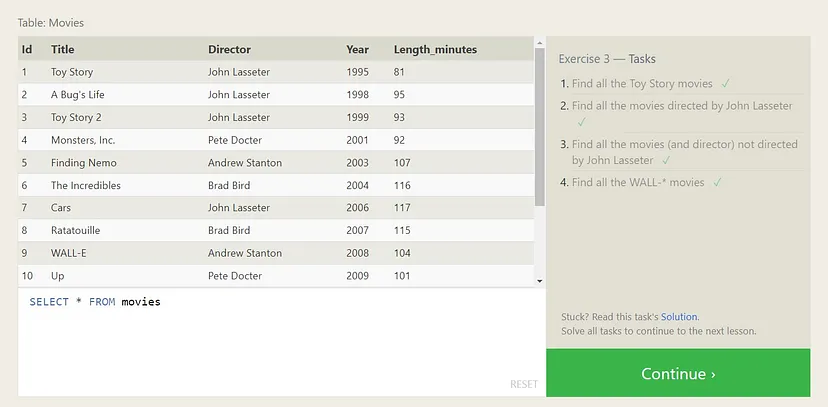 Table: Movies
Id Title Director Year Length_minutes
1 Toy Story John Lasseter 1995 81
2 A Bug's Life John Lasseter 1998 95
3 Toy Story 2 John Lasseter 1999 93
4 Monsters, Inc. Pete Docter 2001 92
5 Finding Nemo Andrew Stanton 2003 107
6 The Incredibles Brad Bird 2004 116
7 Cars John Lasseter 2006 117
8 Ratatouille Brad Bird 2007 115
9 WALL-E Andrew Stanton 2008 104
10 Up Pete Docter 2009 101
SELECT * FROM movies
RESET
Exercise 3 — Tasks
1. Find all the Toy Story movies ✓
2. Find all the movies directed by John Lasseter
✓
3. Find all the movies (and director) not directed
by John Lasseter ✓
4. Find all the WALL-* movies ✓
Stuck? Read this task's Solution.
Solve all tasks to continue to the next lesson.
Continue ›